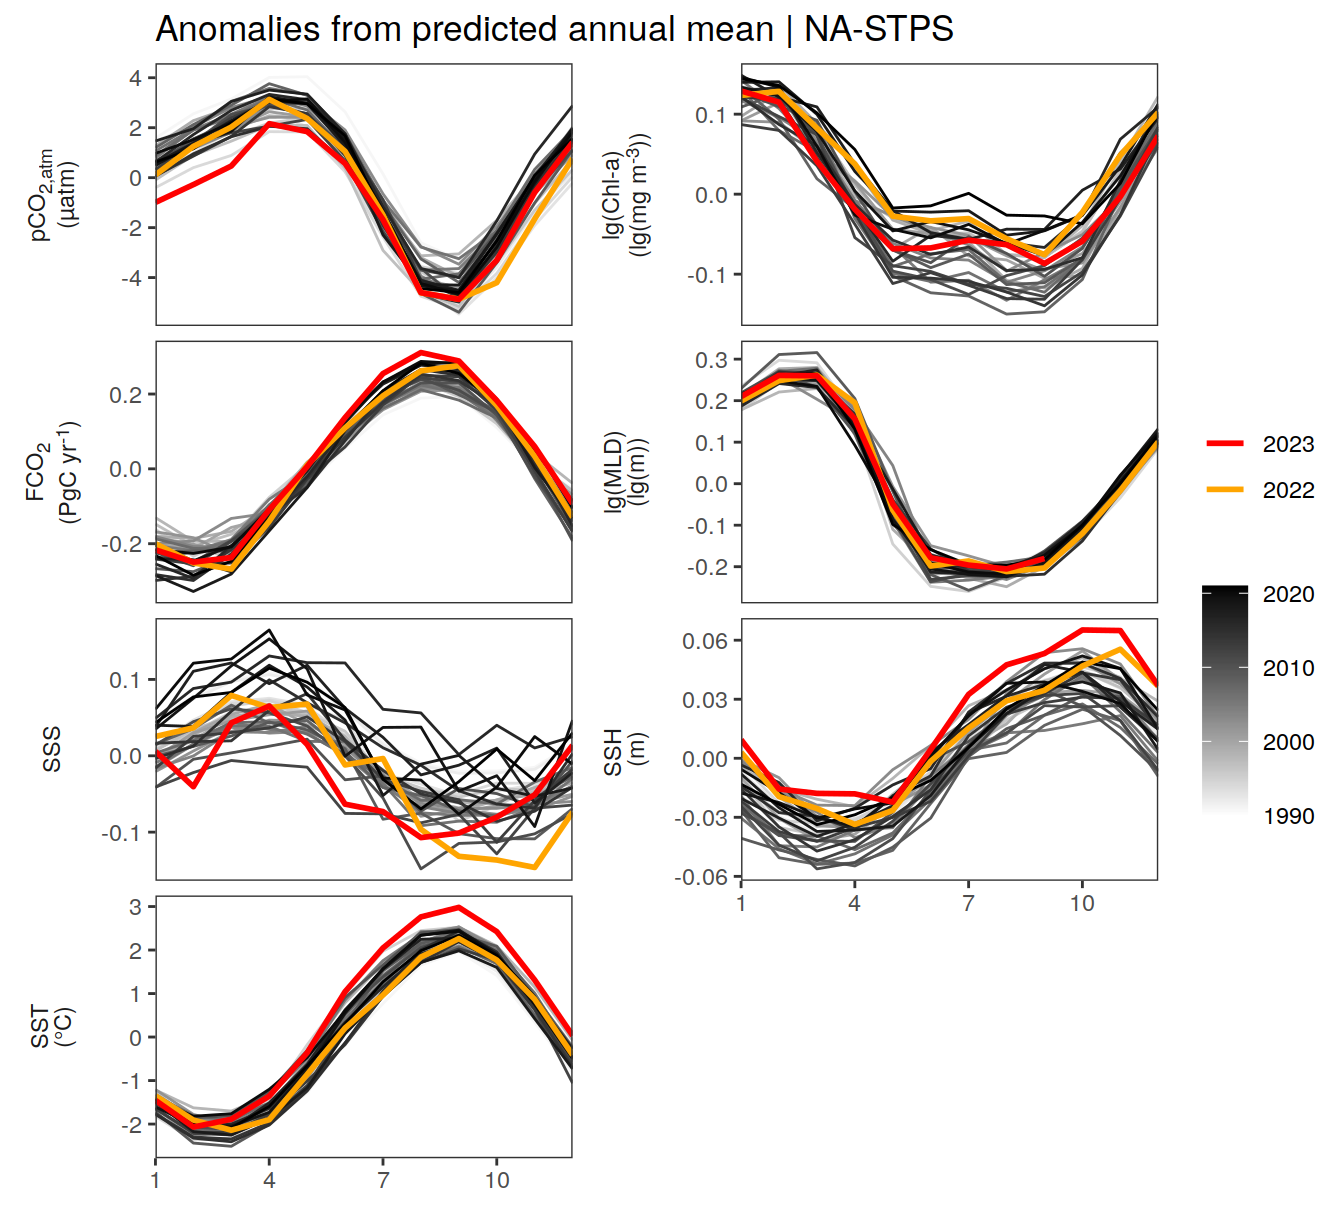 Anomalies from predicted annual mean | NA-STPS
pCO2,atm
(µatm)
4
2
0
-2
-4
lg(Chl-a)
(lg(mg m-3))
0.1
0.0
-0.1
FCO2
(PgC yr-1)
0.2
0.0
-0.2
lg(MLD)
(lg(m))
0.3
0.2
0.1
0.0
-0.1
-0.2
SSS
0.1
0.0
-0.1
SSH
(m)
0.06
0.03
0.00
-0.03
-0.06
1 4 7 10
SST
(°C)
3
2
1
0
-1
-2
1 4 7 10
2023
2022
2020
2010
2000
1990